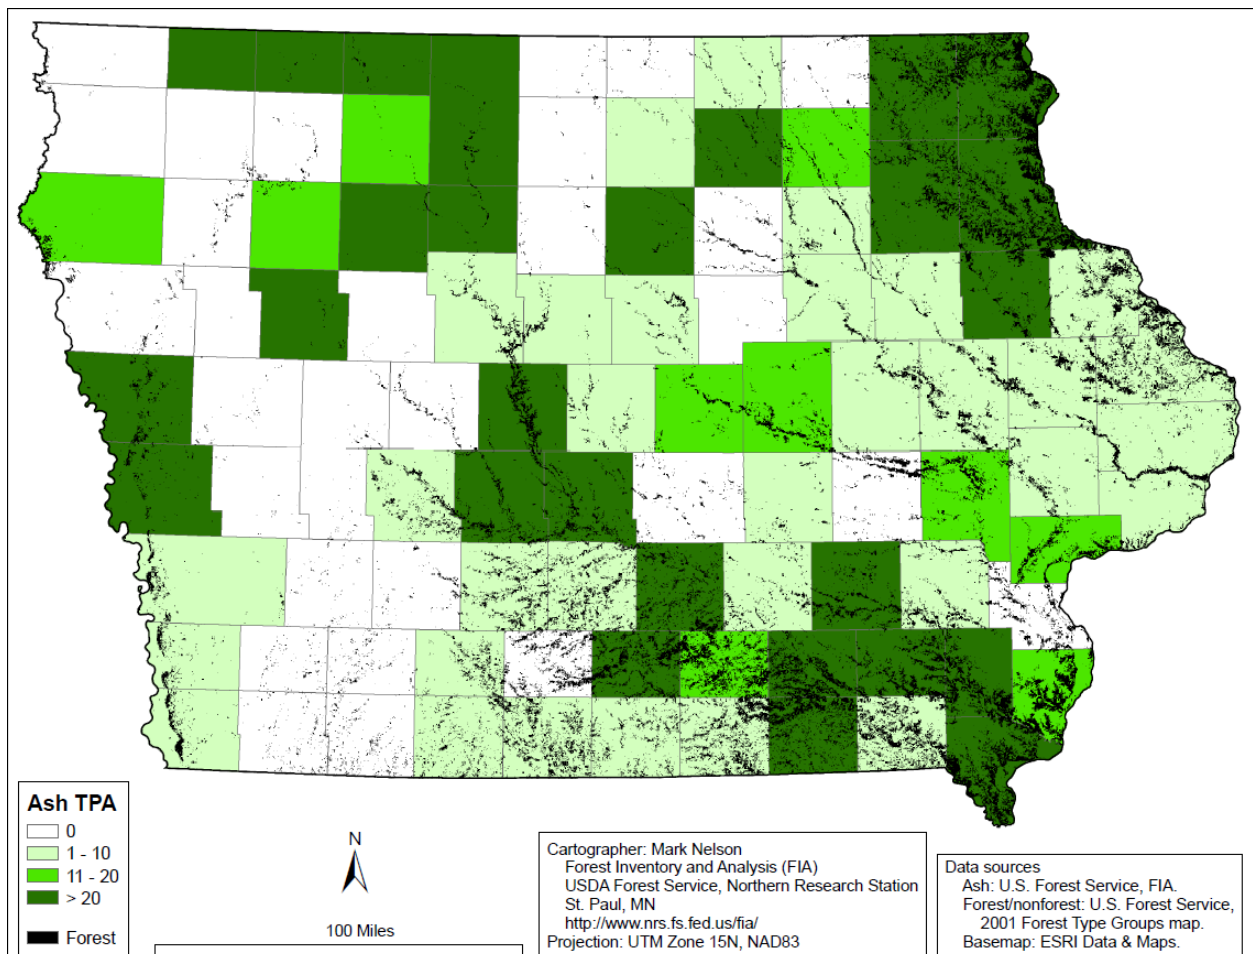 Ash TPA
0
1 - 10
11 - 20
> 20
Forest
N
100 Miles
Cartographer: Mark Nelson
Forest Inventory and Analysis (FIA)
USDA Forest Service, Northern Research Station
St. Paul, MN
http://www.nrs.fs.fed.us/fia/
Projection: UTM Zone 15N, NAD83
Data sources
Ash: U.S. Forest Service, FIA.
Forest/nonforest: U.S. Forest Service,
2001 Forest Type Groups map.
Basemap: ESRI Data & Maps.